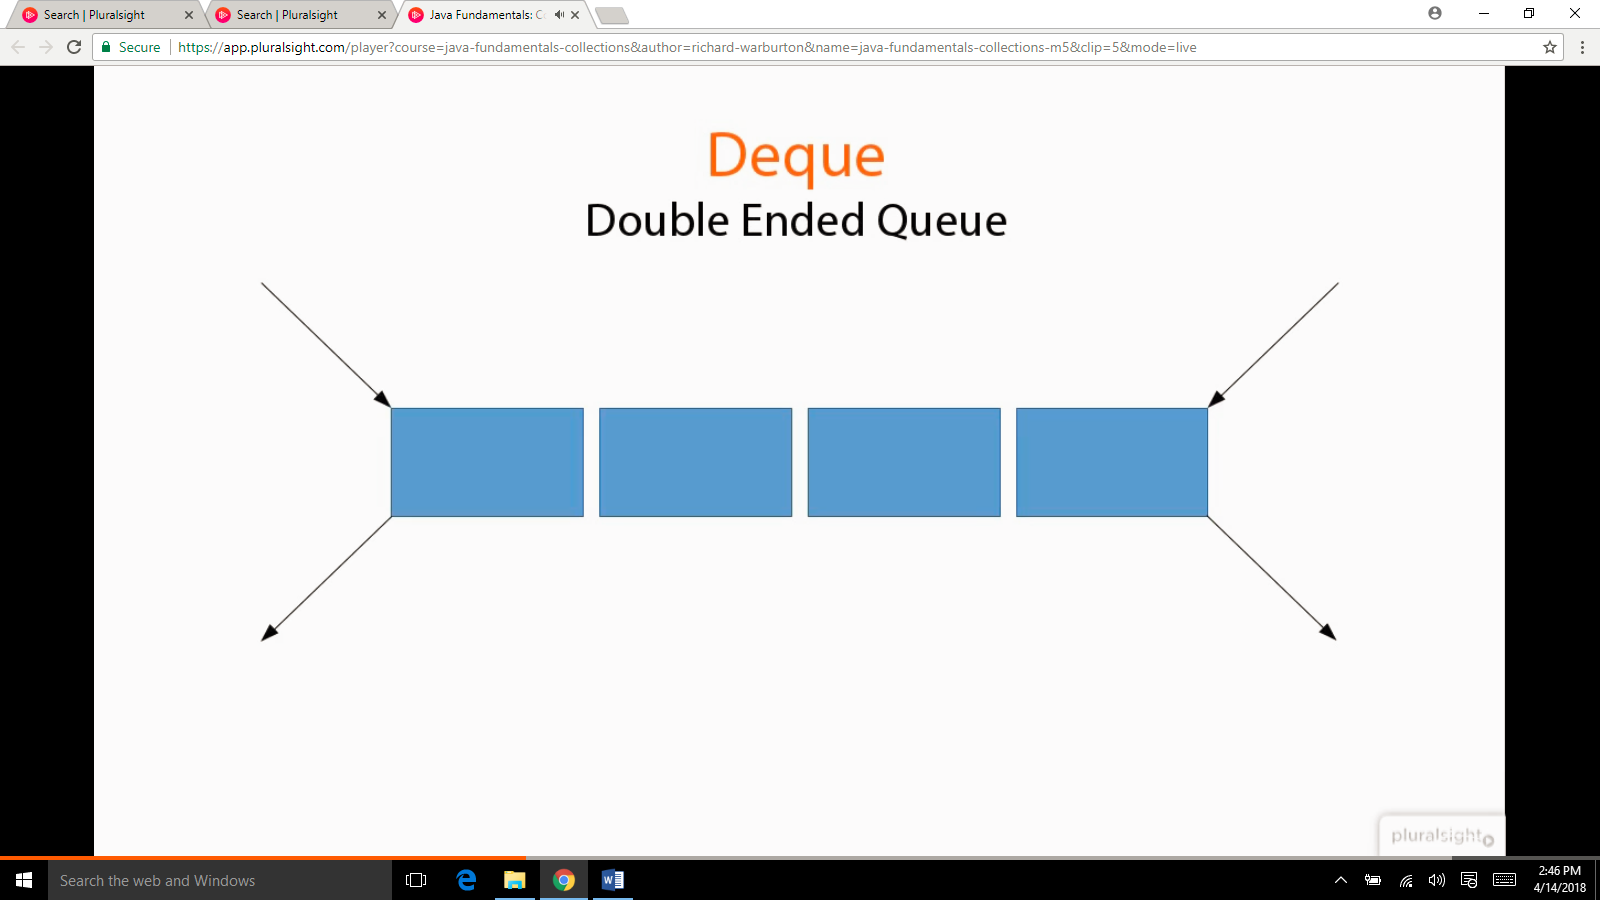 Search | Pluralsight
Search | Pluralsight
Java Fundamentals: C
Secure
https://app.pluralsight.com/player?course=java-fundamentals-collections&author=richard-warburton&name=java-fundamentals-collections-m5&clip=5&mode=live
Deque
Double Ended Queue
pluralsight
Search the web and Windows
2:46 PM
4/14/2018